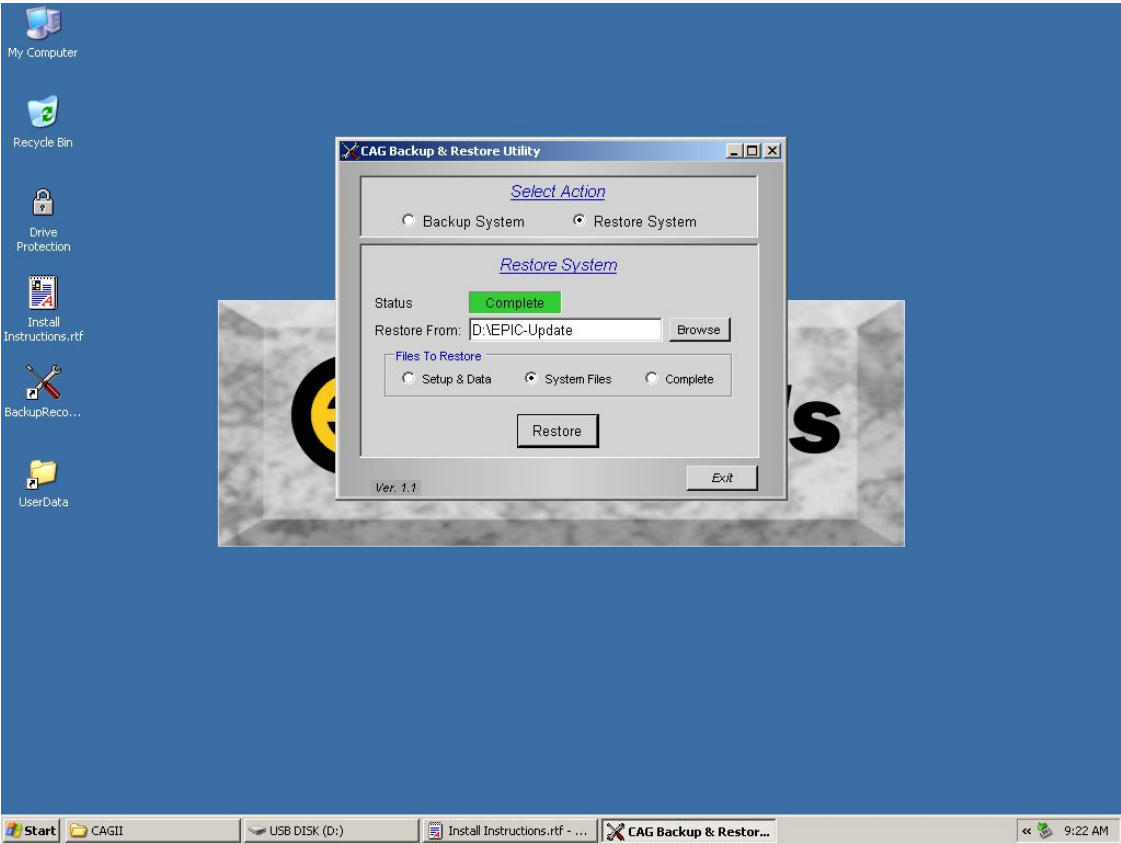 My Computer
Recycle Bin
Drive
Protection
Install
Instructions.rtf
BackupReco...
UserData
CAG Backup & Restore Utility
Select Action
Backup System Restore System
Restore System
Status Complete
Restore From: D:\EPIC-Update Browse
Files To Restore
Setup & Data System Files Complete
Restore
Exit
Ver. 1.1
's
Start CAGII USB DISK (D:) Install Instructions.rtf - ... CAG Backup & Restor... « 9:22 AM